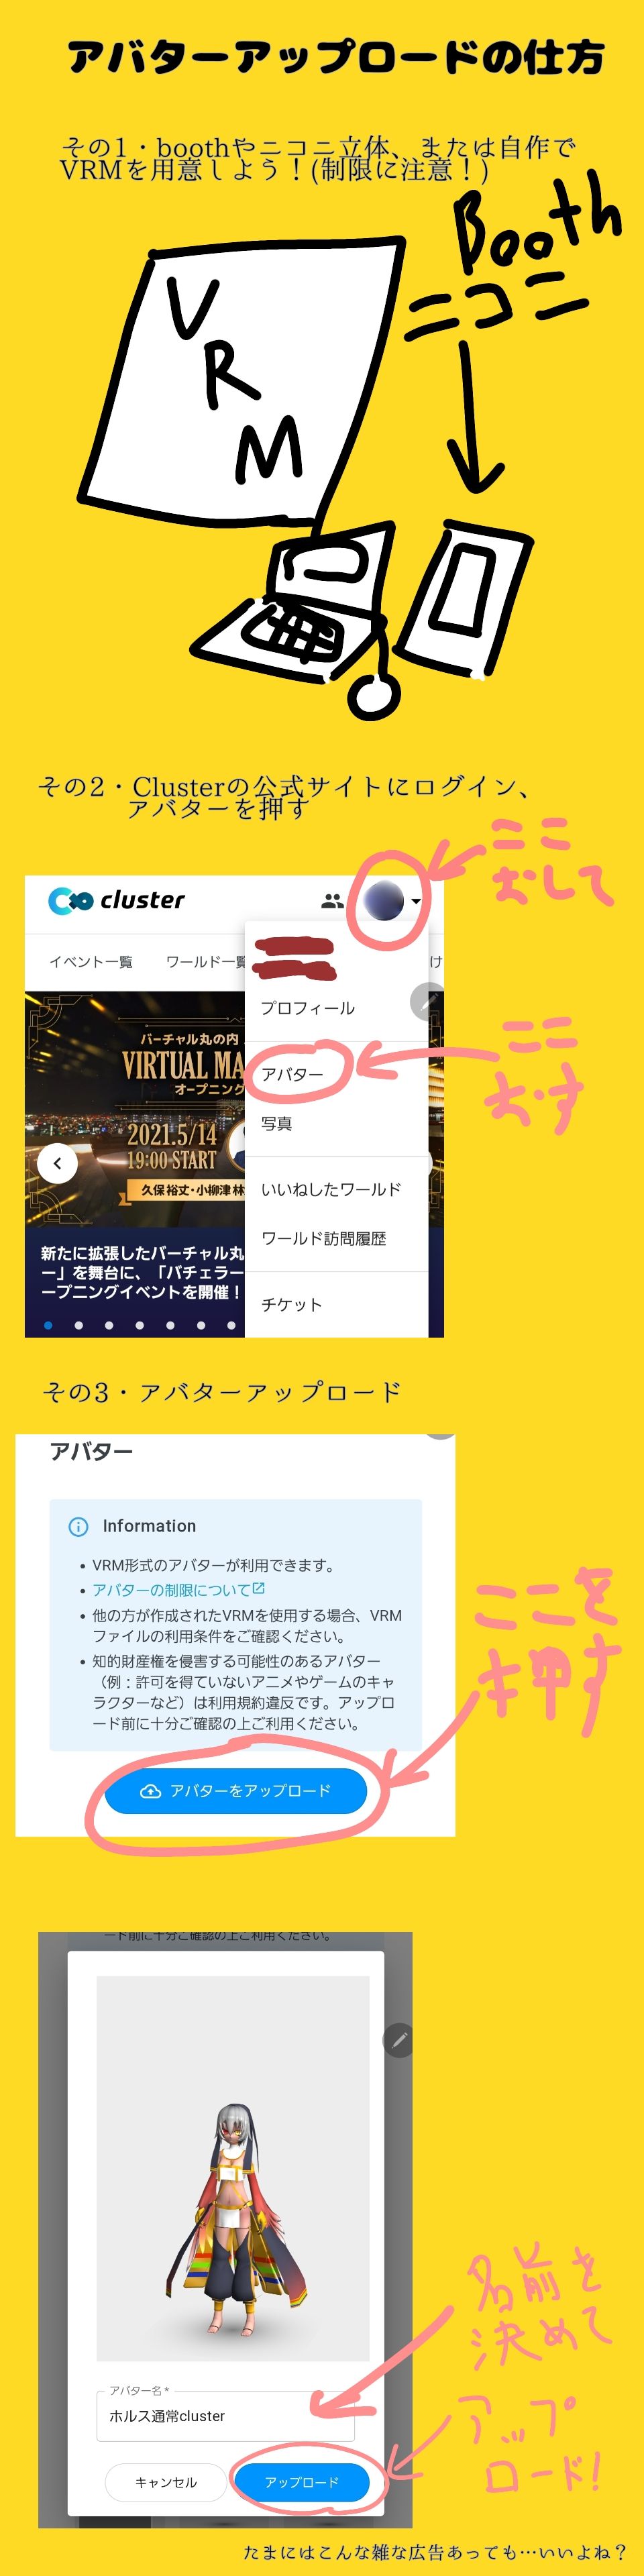 アバターアップロードの仕方
その1・boothやニコニ立体、または自作で
VRMを用意しよう！(制限に注意！)
Booth
ニコニ
V
R
M
その2・Clusterの公式サイトにログイン、
アバターを押す
ここ
おして
cluster
イベント一覧
ワールド一覧
け
プロフィール
アバター
ここ
おす
写真
いいねしたワールド
ワールド訪問履歴
チケット
バーチャル丸の内
VIRTUAL MA
オープニング
2021.5/14
19:00 START
久保裕丈・小柳津林
新たに拡張したバーチャル丸
ー」を舞台に、「バチェラー
ープニングイベントを開催！
その3・アバターアップロード
アバター
Information
• VRM形式のアバターが利用できます。
• アバターの制限について
• 他の方が作成されたVRMを使用する場合、VRM
ファイルの利用条件をご確認ください。
• 知的財産権を侵害する可能性のあるアバター
（例：許可を得ていないアニメやゲームのキャ
ラクターなど）は利用規約違反です。アップロ
ード前に十分ご確認の上ご利用ください。
ここを
押す
アバターをアップロード
ード前に十分ご確認の上ご利用ください。
名前を
決めて
アバター名 *
ホルス通常cluster
アップ
ロード!
キャンセル
アップロード
たまにはこんな雑な広告あっても…いいよね？